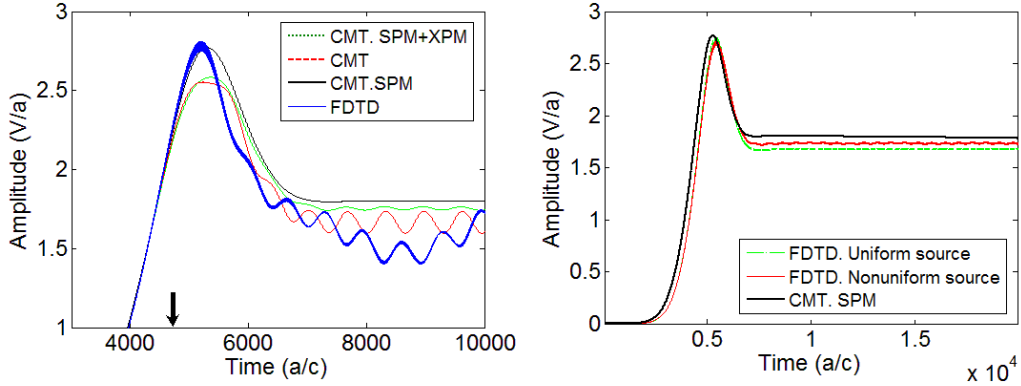 3
2.5
2
1.5
1
Amplitude (V/a)
4000 6000 8000 10000
Time (a/c)
CMT. SPM+XPM
CMT
CMT.SPM
FDTD
3
2.5
2
1.5
1
0.5
0
Amplitude (V/a)
0.5 1 1.5
Time (a/c)
x 10^4
FDTD. Uniform source
FDTD. Nonuniform source
CMT. SPM